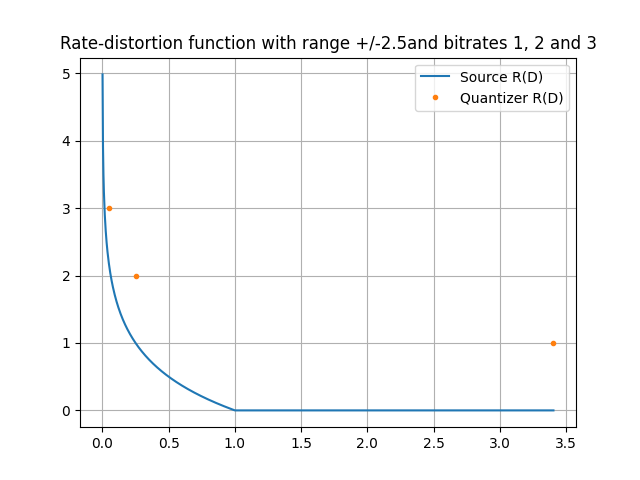 Rate-distortion function with range +/-2.5and bitrates 1, 2 and 3
Source R(D)
Quantizer R(D)
5
4
3
2
1
0
0.0 0.5 1.0 1.5 2.0 2.5 3.0 3.5